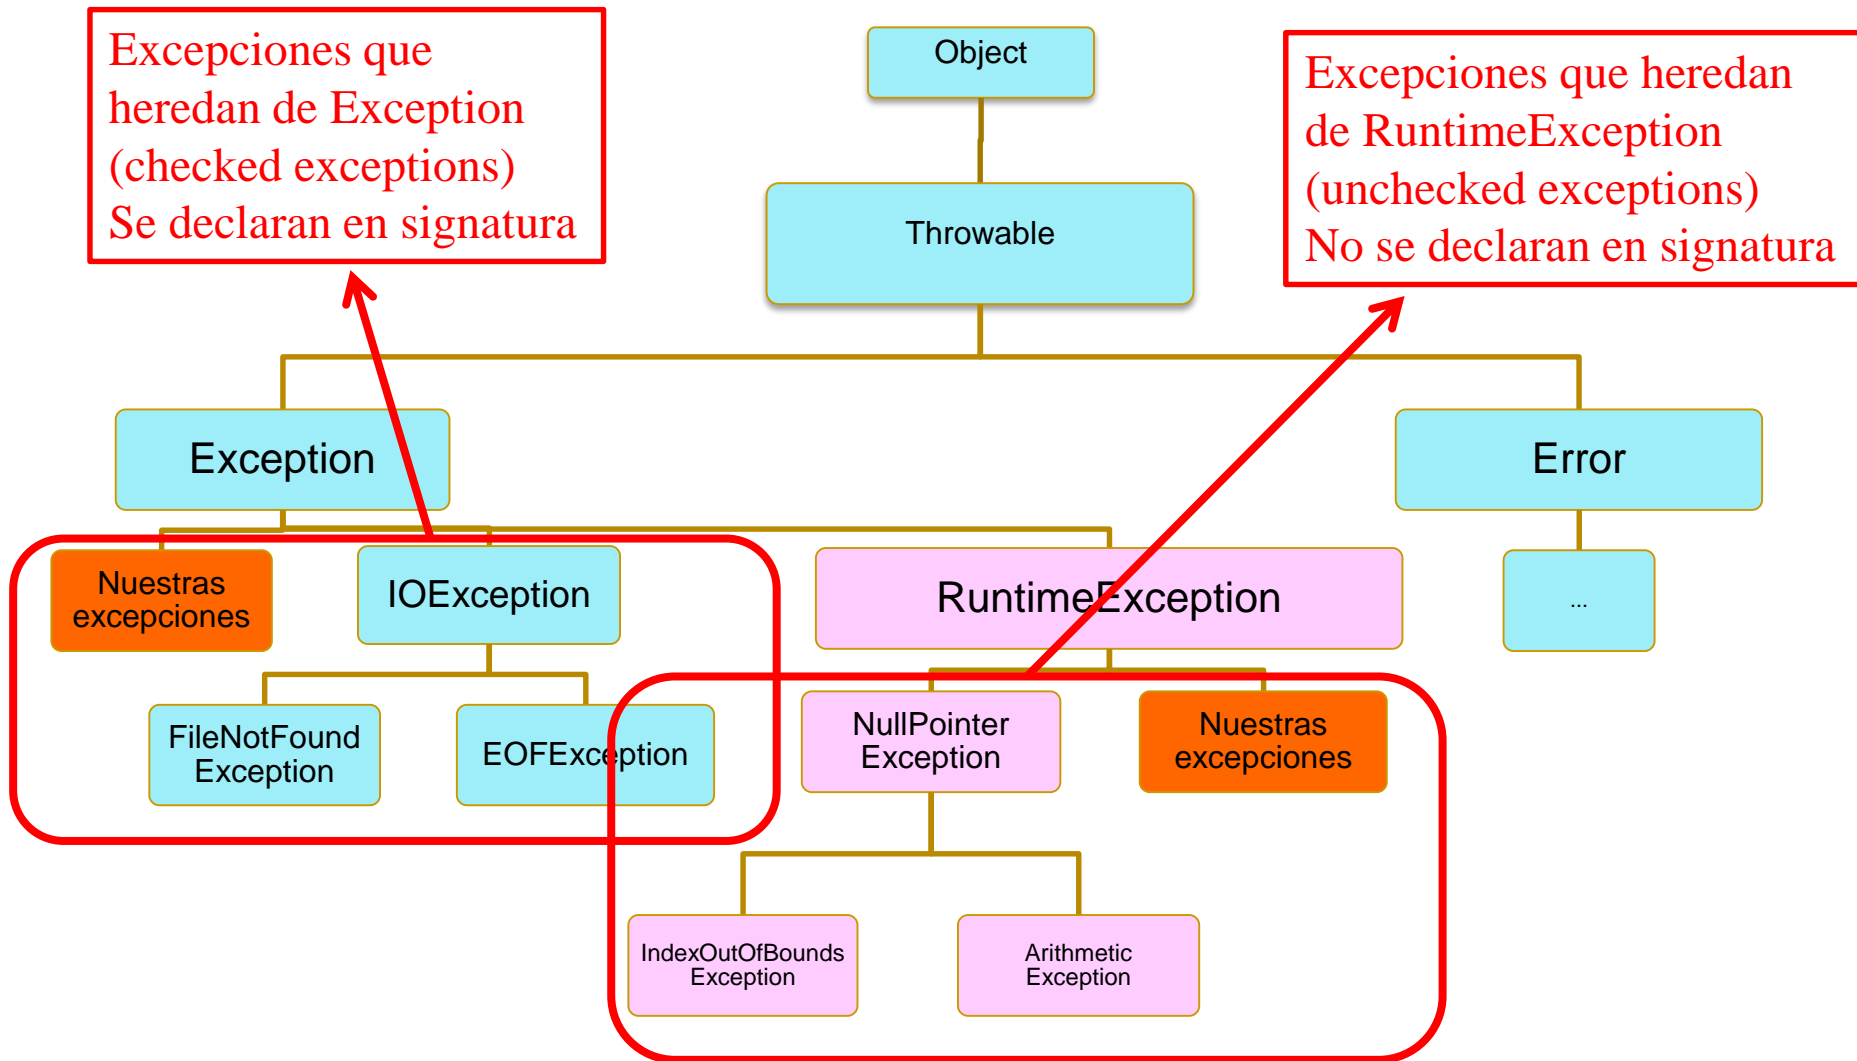 Excepciones que
heredan de Exception
(checked exceptions)
Se declaran en signatura
Object
Excepciones que heredan
de RuntimeException
(unchecked exceptions)
No se declaran en signatura
Throwable
Exception
Error
Nuestras
excepciones
IOException
RuntimeException
...
FileNotFound
Exception
EOFException
NullPointer
Exception
Nuestras
excepciones
IndexOutOfBounds
Exception
Arithmetic
Exception